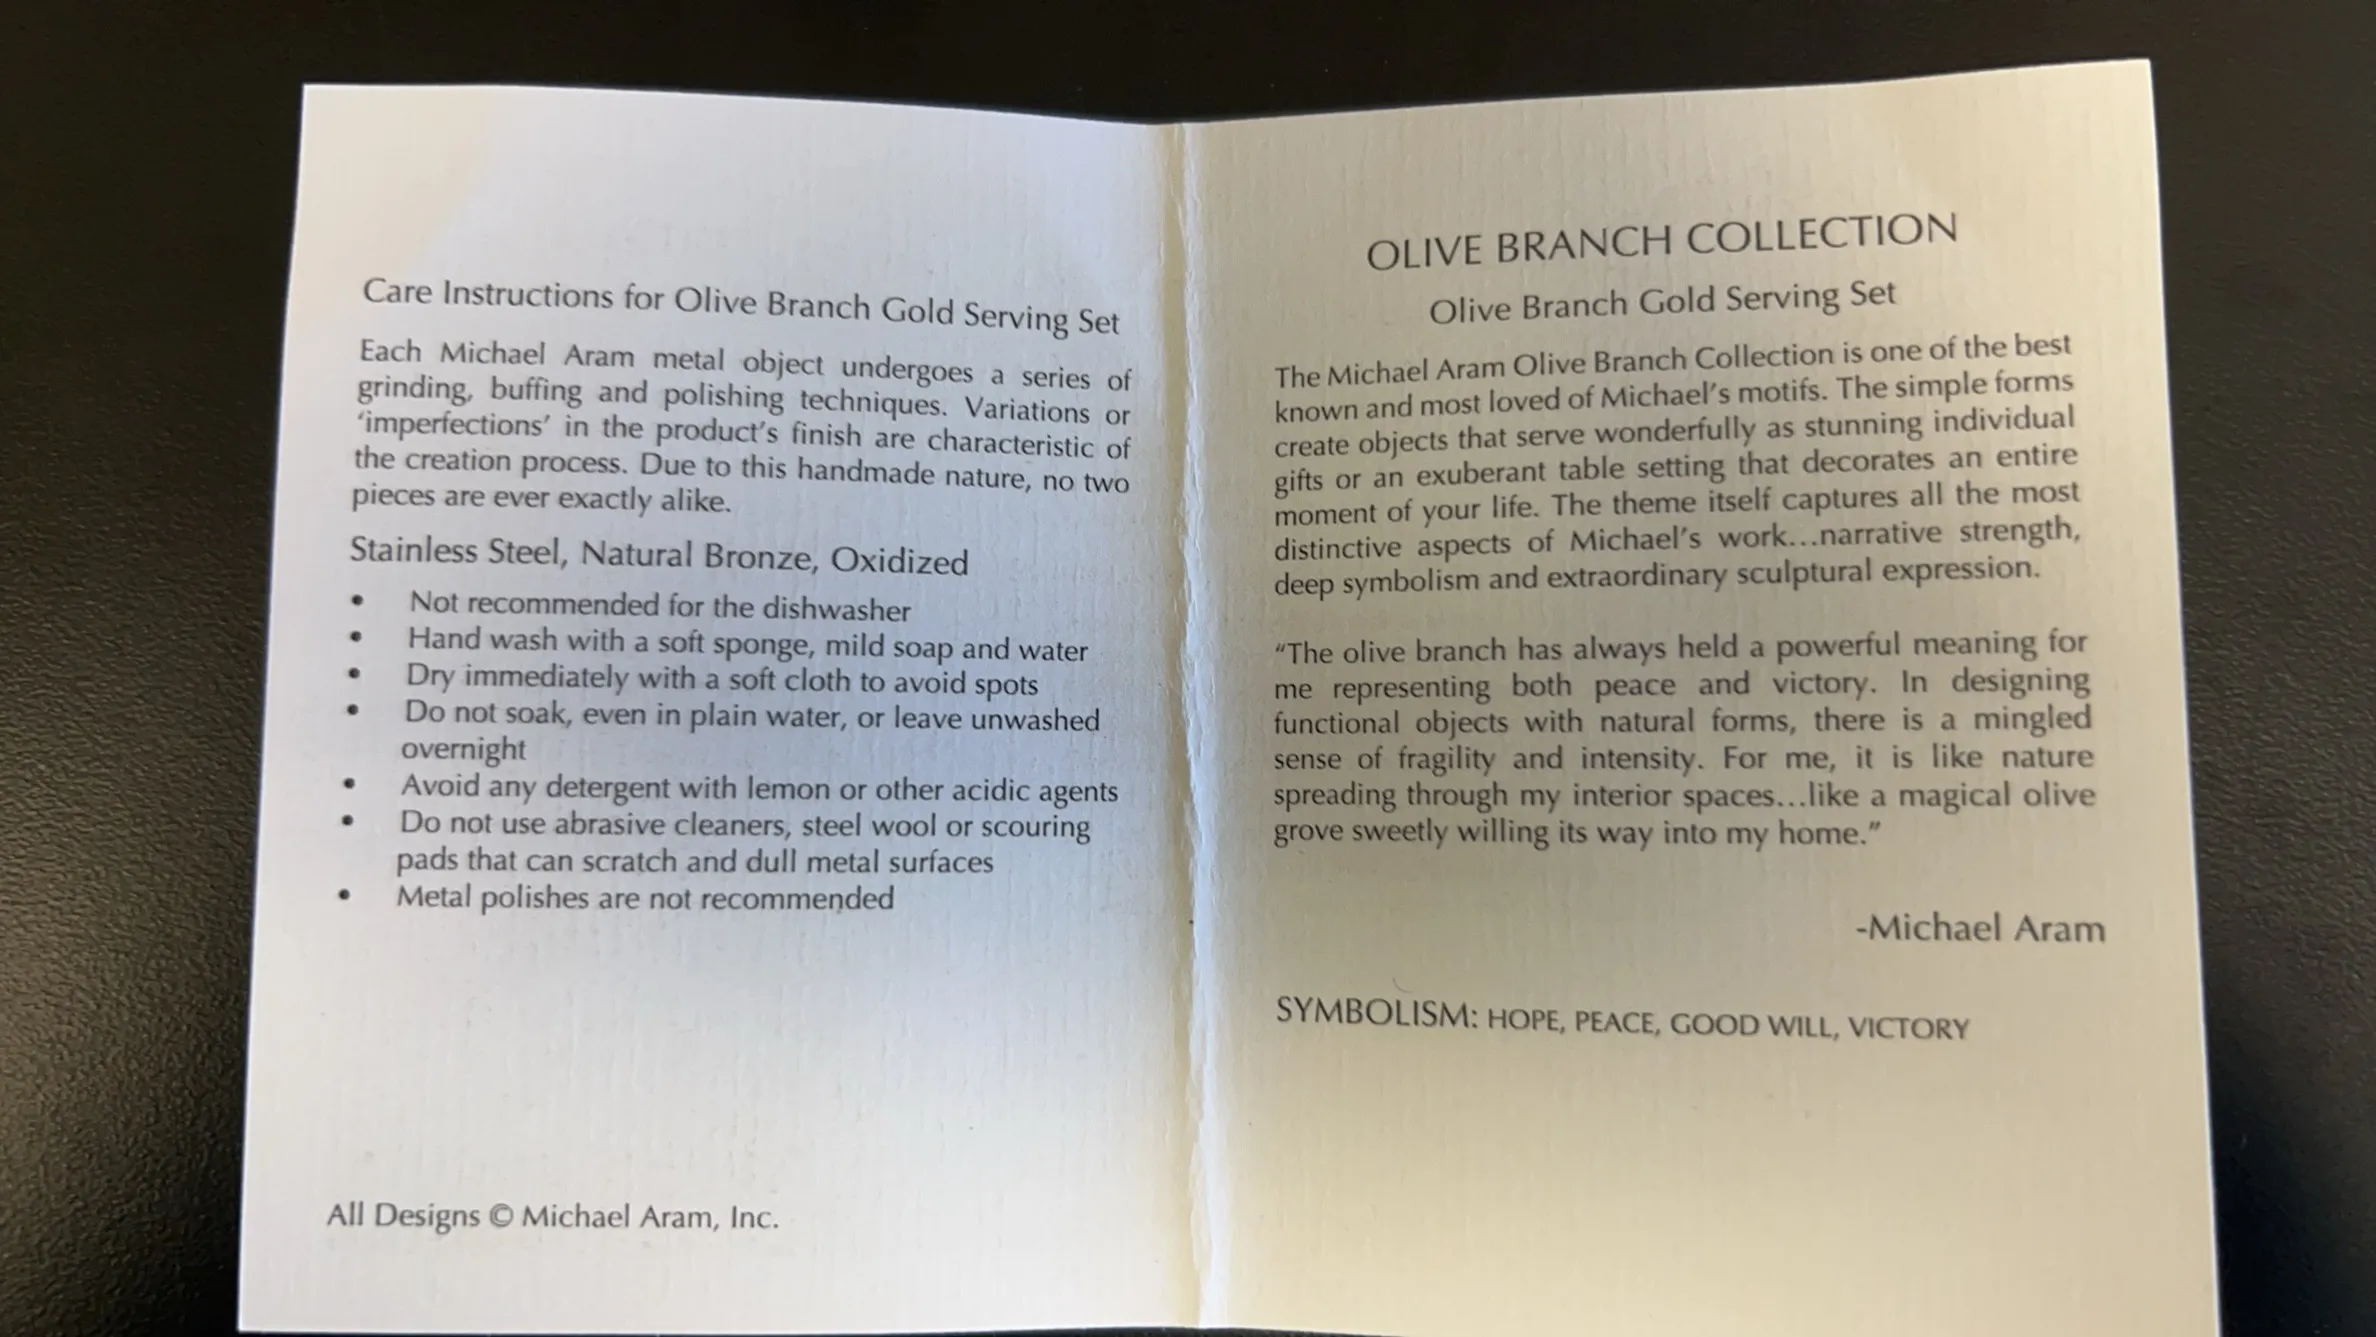 Care Instructions for Olive Branch Gold Serving Set
Each Michael Aram metal object undergoes a series of
grinding, buffing and polishing techniques. Variations or
‘imperfections’ in the product’s finish are characteristic of
the creation process. Due to this handmade nature, no two
pieces are ever exactly alike.
Stainless Steel, Natural Bronze, Oxidized
• Not recommended for the dishwasher
• Hand wash with a soft sponge, mild soap and water
• Dry immediately with a soft cloth to avoid spots
• Do not soak, even in plain water, or leave unwashed
overnight
• Avoid any detergent with lemon or other acidic agents
• Do not use abrasive cleaners, steel wool or scouring
pads that can scratch and dull metal surfaces
• Metal polishes are not recommended
All Designs © Michael Aram, Inc.
OLIVE BRANCH COLLECTION
Olive Branch Gold Serving Set
The Michael Aram Olive Branch Collection is one of the best
known and most loved of Michael’s motifs. The simple forms
create objects that serve wonderfully as stunning individual
gifts or an exuberant table setting that decorates an entire
moment of your life. The theme itself captures all the most
distinctive aspects of Michael’s work...narrative strength,
deep symbolism and extraordinary sculptural expression.
“The olive branch has always held a powerful meaning for
me representing both peace and victory. In designing
functional objects with natural forms, there is a mingled
sense of fragility and intensity. For me, it is like nature
spreading through my interior spaces...like a magical olive
grove sweetly willing its way into my home.”
-Michael Aram
SYMBOLISM: HOPE, PEACE, GOOD WILL, VICTORY